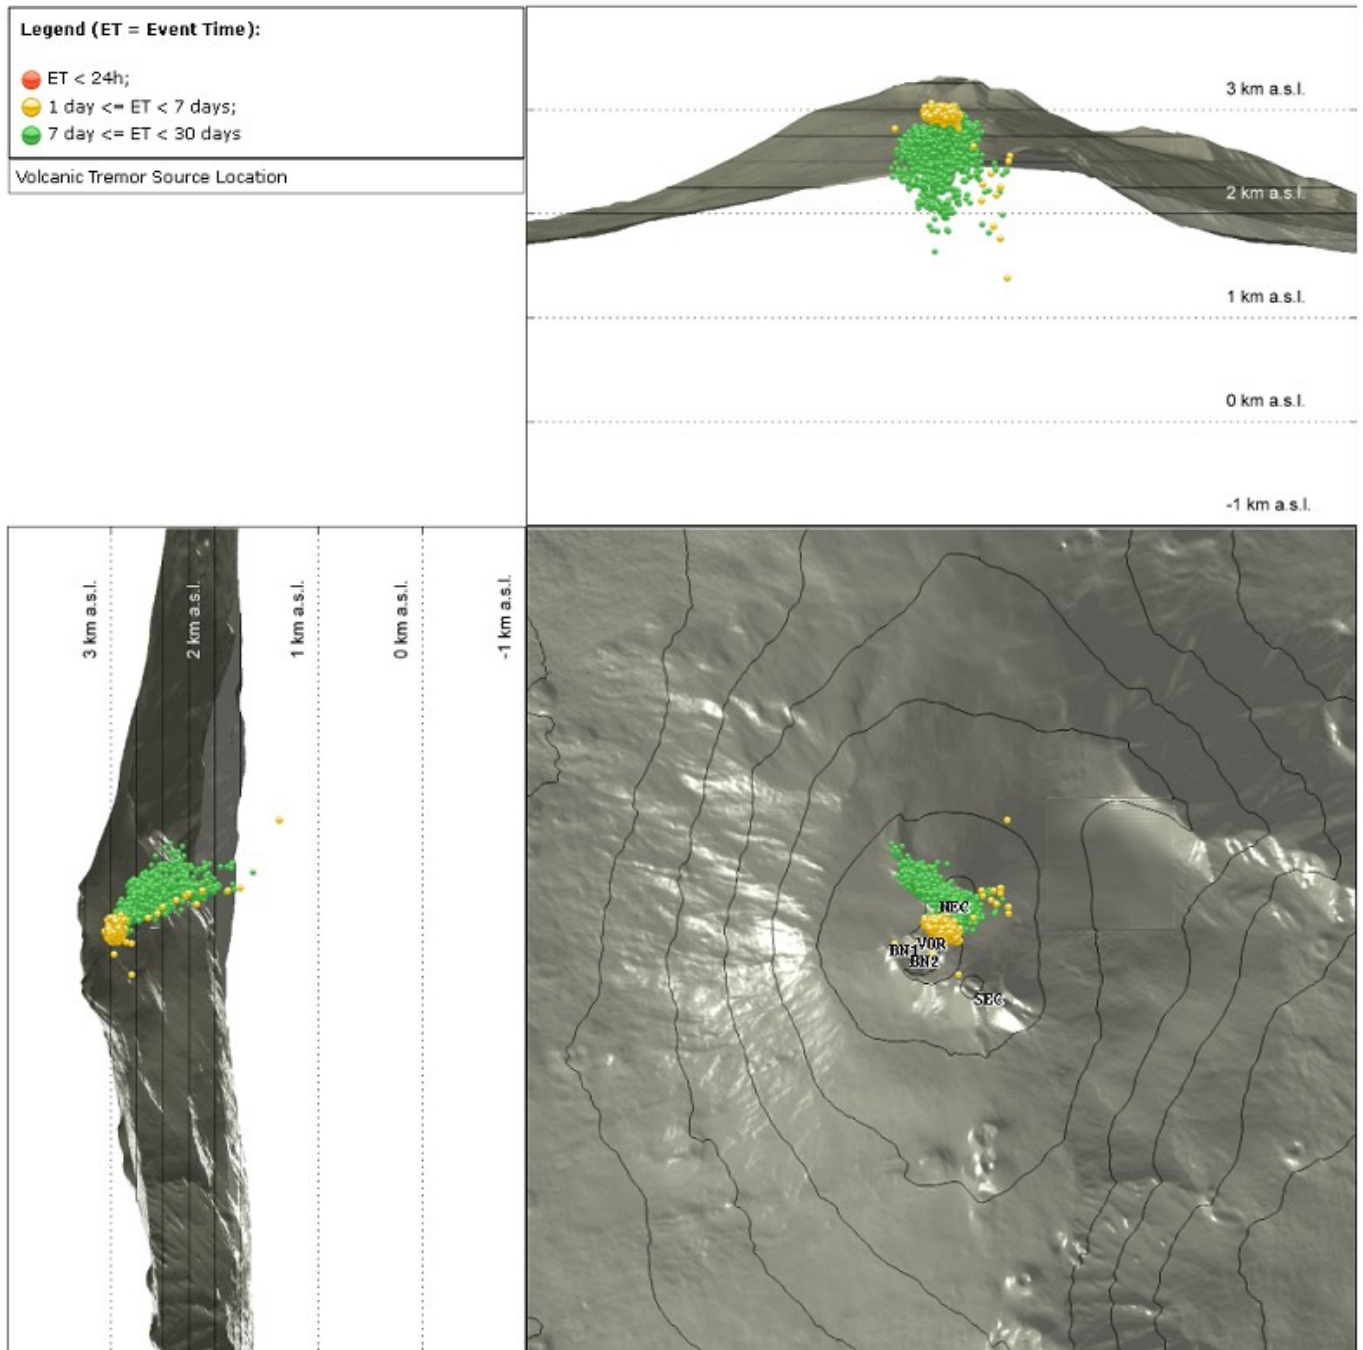 Legend (ET = Event Time):
ET < 24h;
1 day <= ET < 7 days;
7 day <= ET < 30 days
Volcanic Tremor Source Location
3 km a.s.l.
2 km a.s.l.
1 km a.s.l.
0 km a.s.l.
-1 km a.s.l.
3 km a.s.l.
2 km a.s.l.
1 km a.s.l.
0 km a.s.l.
-1 km a.s.l.
NEC
VOR
BN1
BN2
SEC